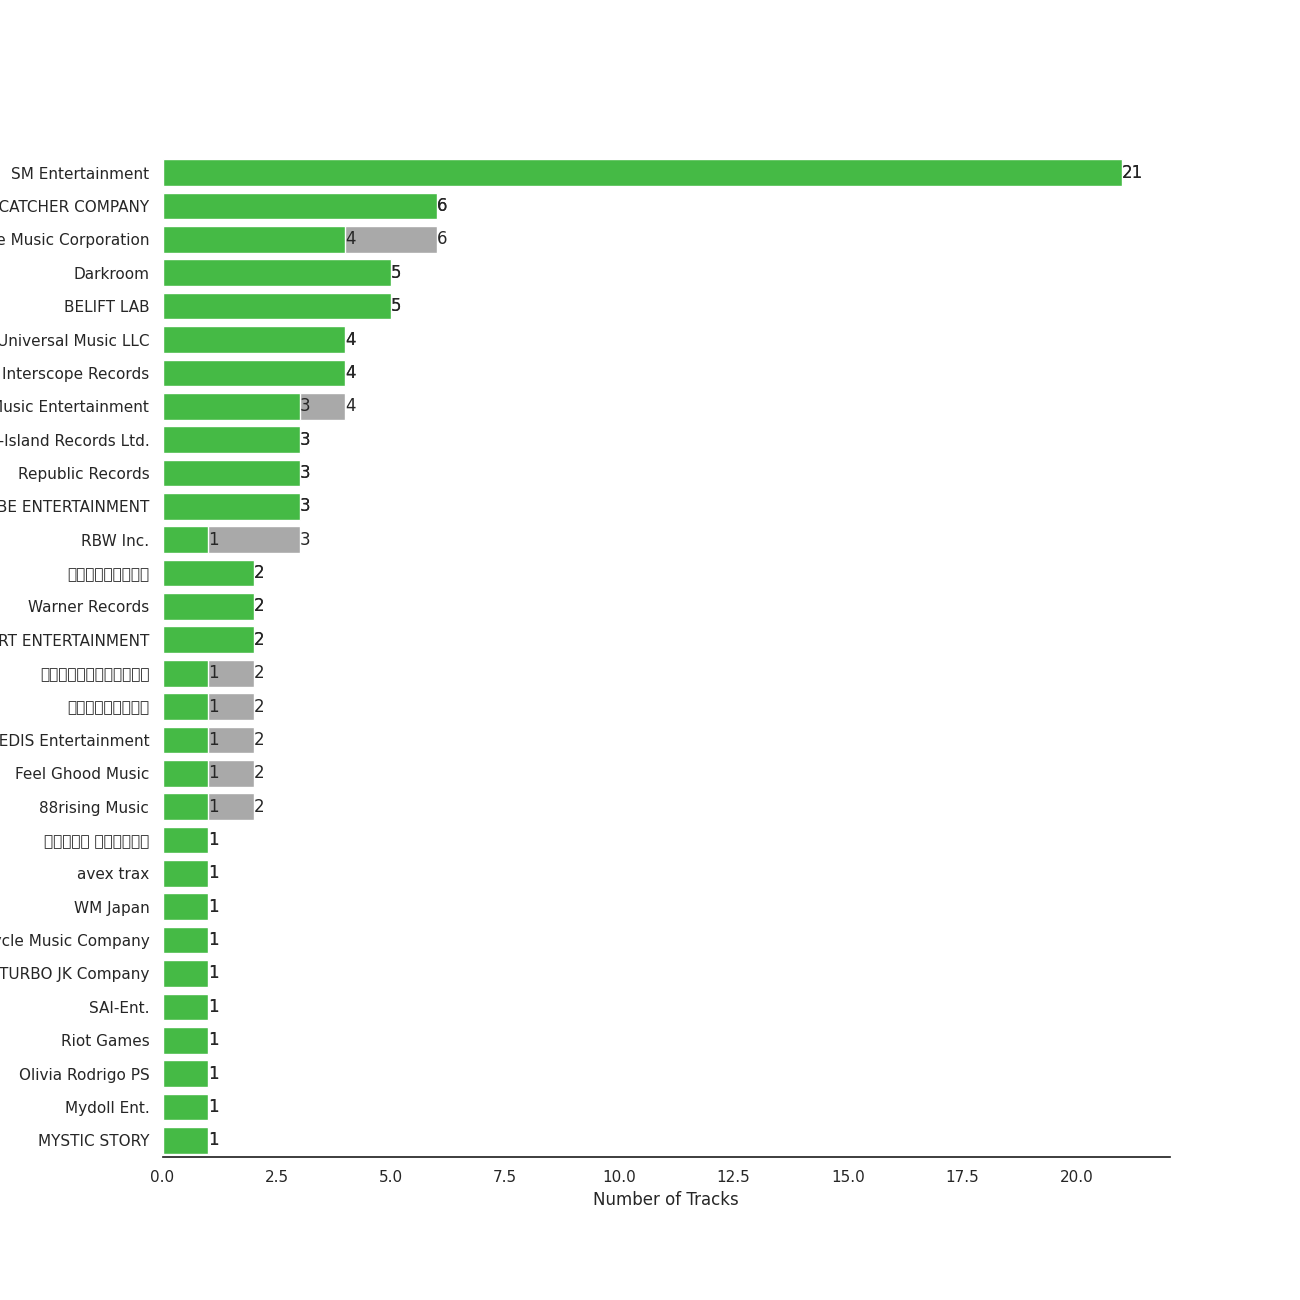 SM Entertainment 21
CATCHER COMPANY 6
Music Corporation 4 6
Darkroom 5
BELIFT LAB 5
Universal Music LLC 4
Interscope Records 4
Music Entertainment 3 4
-Island Records Ltd. 3
Republic Records 3
ENTERTAINMENT 3
RBW Inc. 1 3
2
Warner Records 2
ENTERTAINMENT 2
1 2
1 2
Entertainment 1 2
Feel Ghood Music 1 2
88rising Music 1 2
1
avex trax 1
WM Japan 1
Music Company 1
TURBO JK Company 1
SAI-Ent. 1
Riot Games 1
Olivia Rodrigo PS 1
Mydoll Ent. 1
MYSTIC STORY 1
0.0 2.5 5.0 7.5 10.0 12.5 15.0 17.5 20.0
Number of Tracks